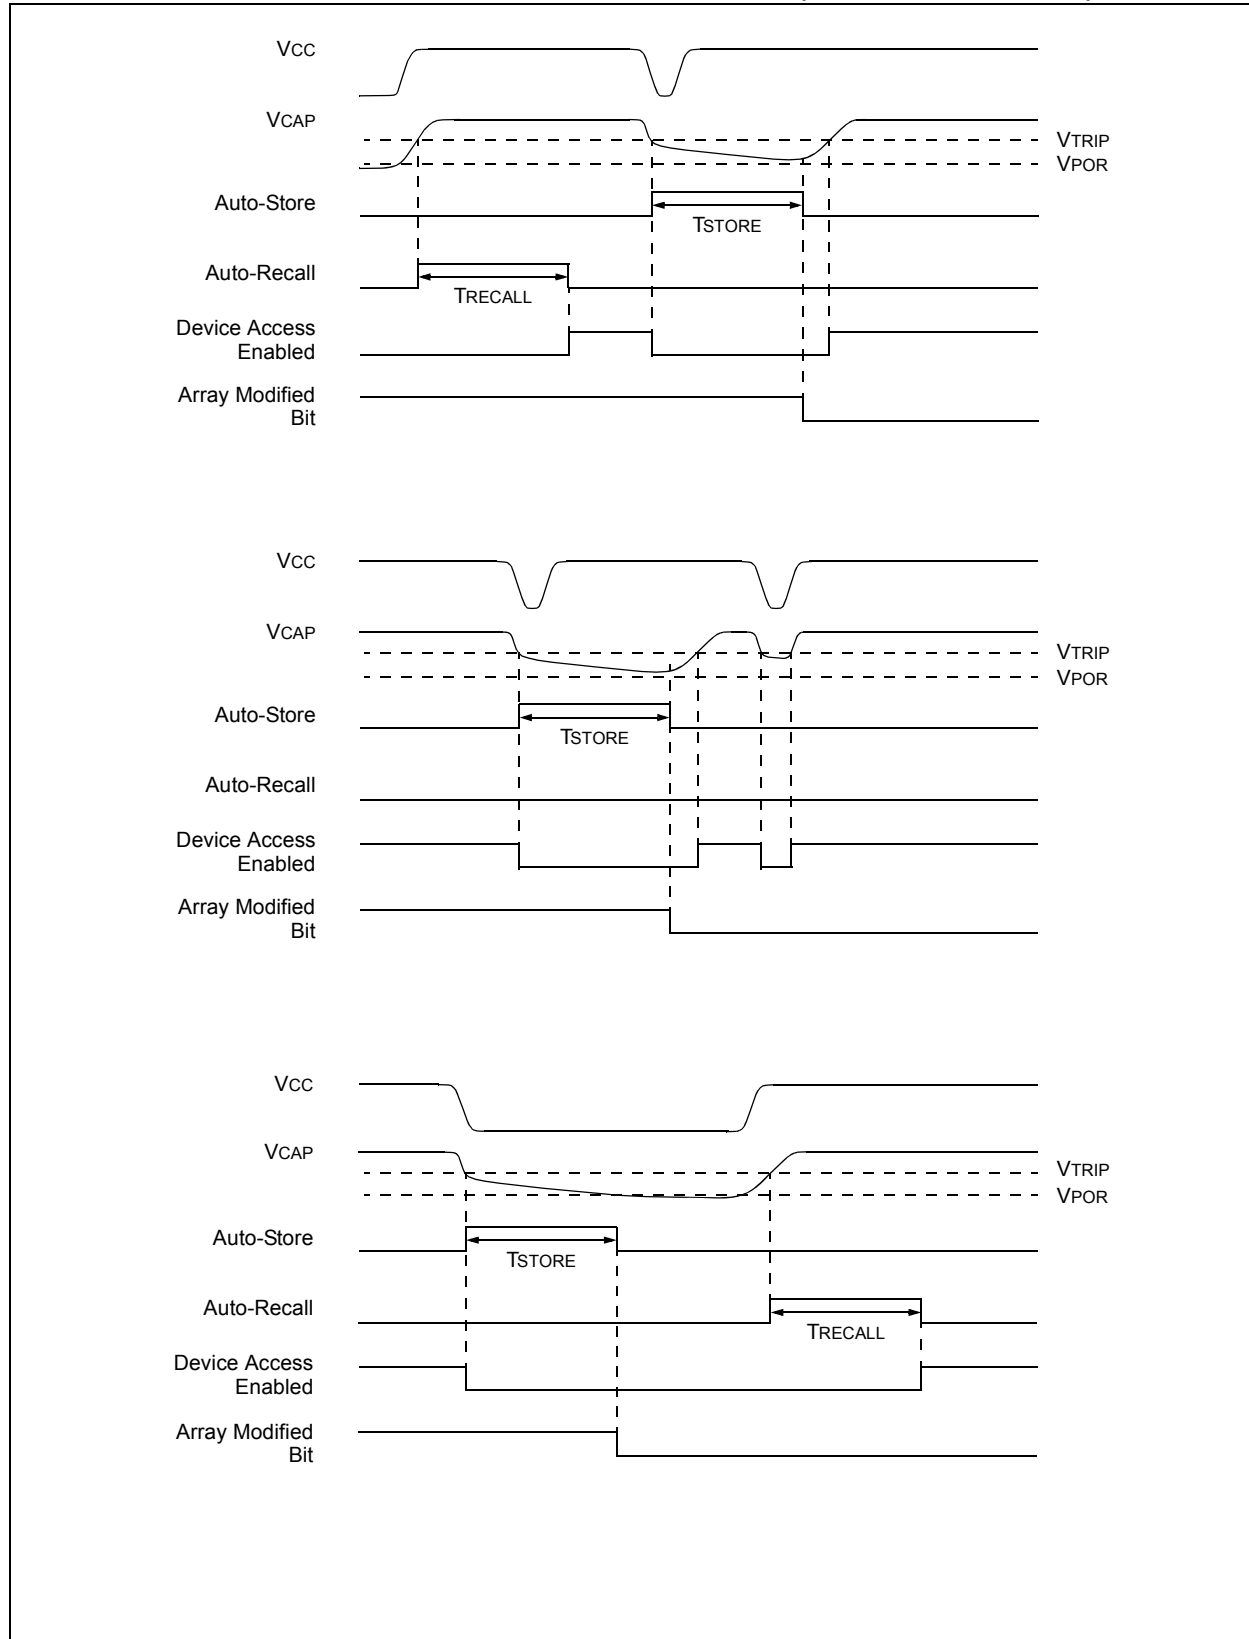 VCC
VCAP
VTRIP
VPOR
Auto-Store
TSTORE
Auto-Recall
TRECALL
Device Access
Enabled
Array Modified
Bit
VCC
VCAP
VTRIP
VPOR
Auto-Store
TSTORE
Auto-Recall
Device Access
Enabled
Array Modified
Bit
VCC
VCAP
VTRIP
VPOR
Auto-Store
TSTORE
Auto-Recall
TRECALL
Device Access
Enabled
Array Modified
Bit